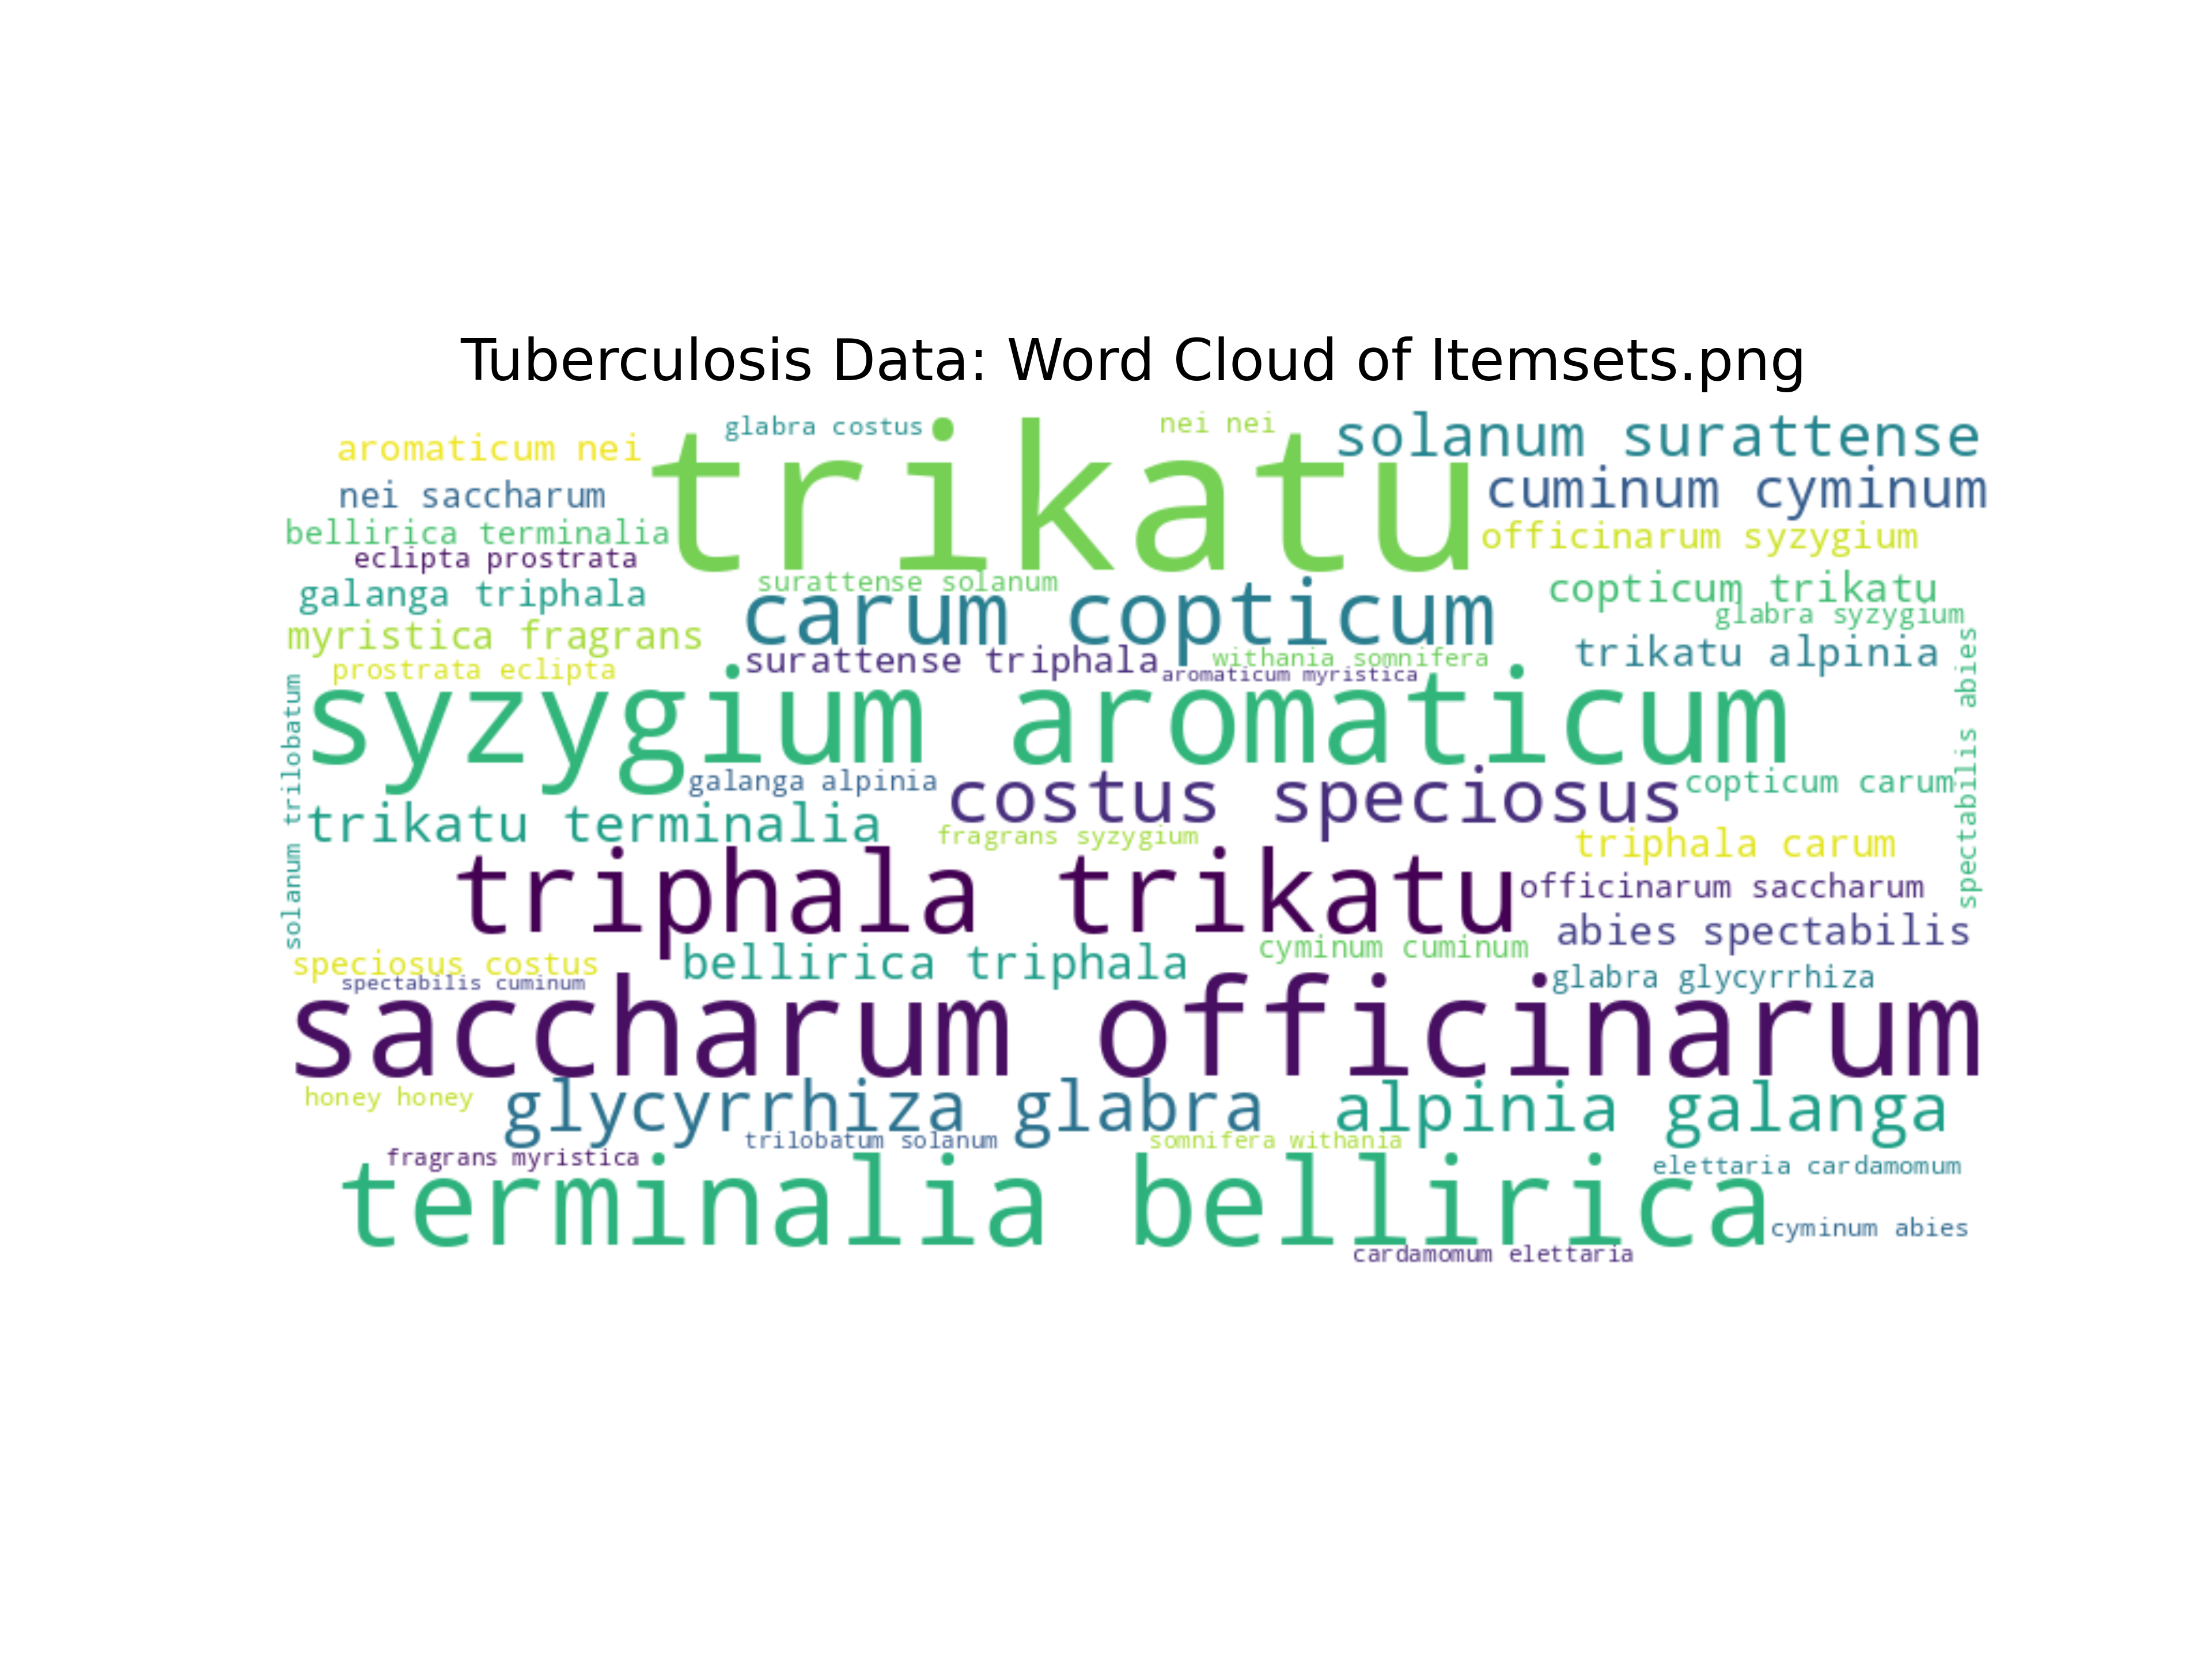 Tuberculosis Data: Word Cloud of Itemsets.png
glabra costus
nei nei
solanum surattense
aromaticum nei
trikatu
cuminum cyminum
nei saccharum
bellirica terminalia
officinarum syzygium
eclipta prostrata
surattense solanum
galanga triphala
copticum trikatu
carum copticum
glabra syzygium
myristica fragrans
surattense triphala
withania somnifera
trikatu alpinia
prostrata eclipta
aromaticum myristica
spectabilis abies
solanum trilobatum
syzygium aromaticum
galanga alpinia
costus speciosus
copticum carum
trikatu terminalia
fragrans syzygium
triphala carum
triphala trikatu
officinarum saccharum
abies spectabilis
speciosus costus
bellirica triphala
cyminum cuminum
spectabilis cuminum
glabra glycyrrhiza
saccharum officinarum
honey honey
glycyrrhiza glabra
alpinia galanga
trilobatum solanum
somnifera withania
fragrans myristica
elettaria cardamomum
terminalia bellirica
cyminum abies
cardamomum elettaria